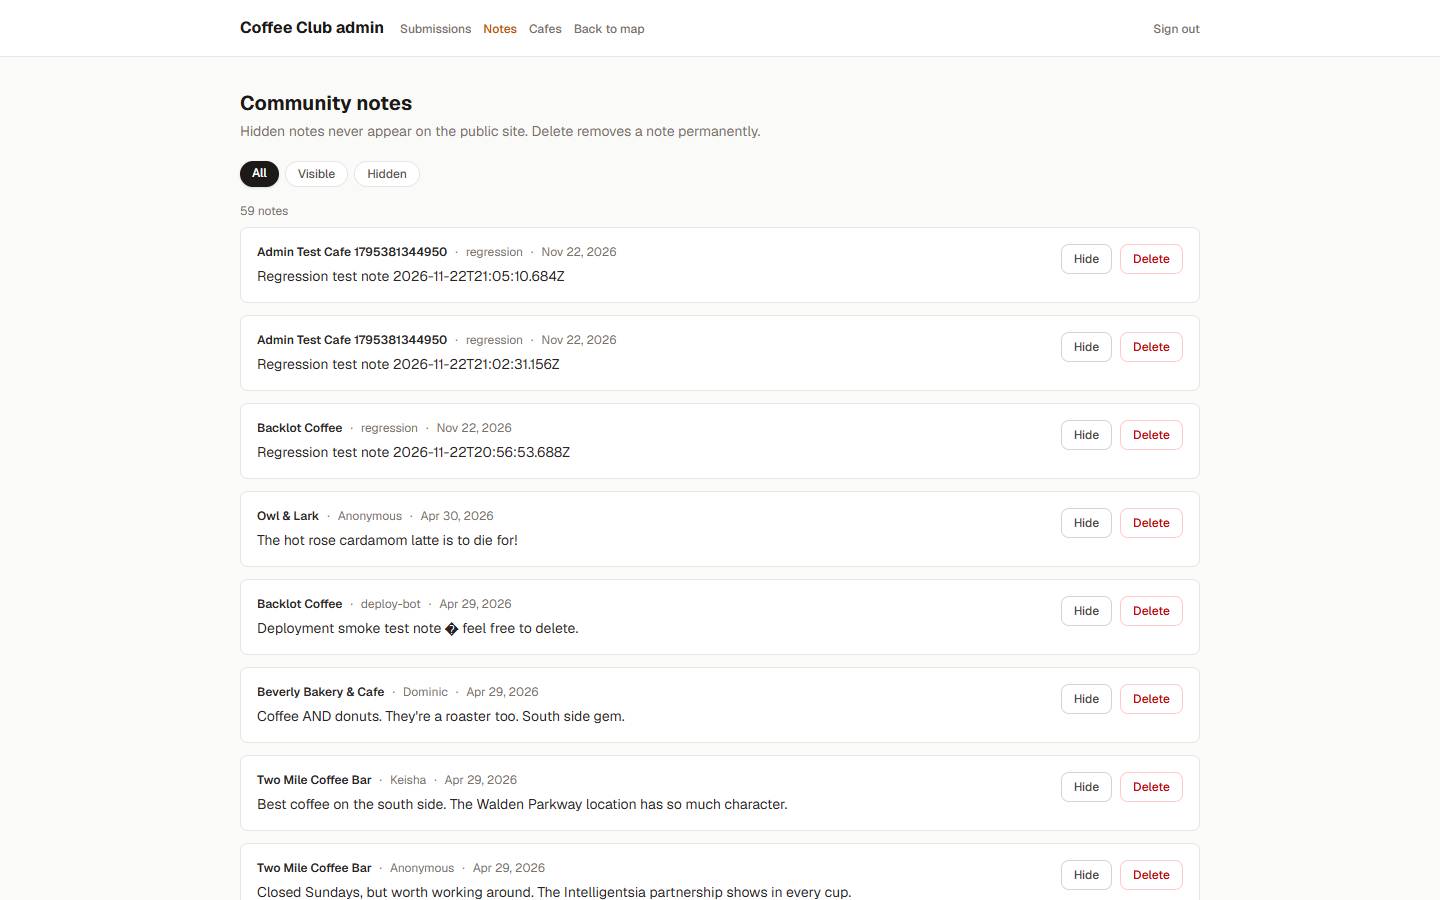 Coffee Club admin Submissions Notes Cafes Back to map Sign out
Community notes
Hidden notes never appear on the public site. Delete removes a note permanently.
All Visible Hidden
59 notes
Admin Test Cafe 1795381344950 · regression · Nov 22, 2026 Hide Delete
Regression test note 2026-11-22T21:05:10.684Z
Admin Test Cafe 1795381344950 · regression · Nov 22, 2026 Hide Delete
Regression test note 2026-11-22T21:02:31.156Z
Backlot Coffee · regression · Nov 22, 2026 Hide Delete
Regression test note 2026-11-22T20:56:53.688Z
Owl & Lark · Anonymous · Apr 30, 2026 Hide Delete
The hot rose cardamom latte is to die for!
Backlot Coffee · deploy-bot · Apr 29, 2026 Hide Delete
Deployment smoke test note � feel free to delete.
Beverly Bakery & Cafe · Dominic · Apr 29, 2026 Hide Delete
Coffee AND donuts. They're a roaster too. South side gem.
Two Mile Coffee Bar · Keisha · Apr 29, 2026 Hide Delete
Best coffee on the south side. The Walden Parkway location has so much character.
Two Mile Coffee Bar · Anonymous · Apr 29, 2026 Hide Delete
Closed Sundays, but worth working around. The Intelligentsia partnership shows in every cup.